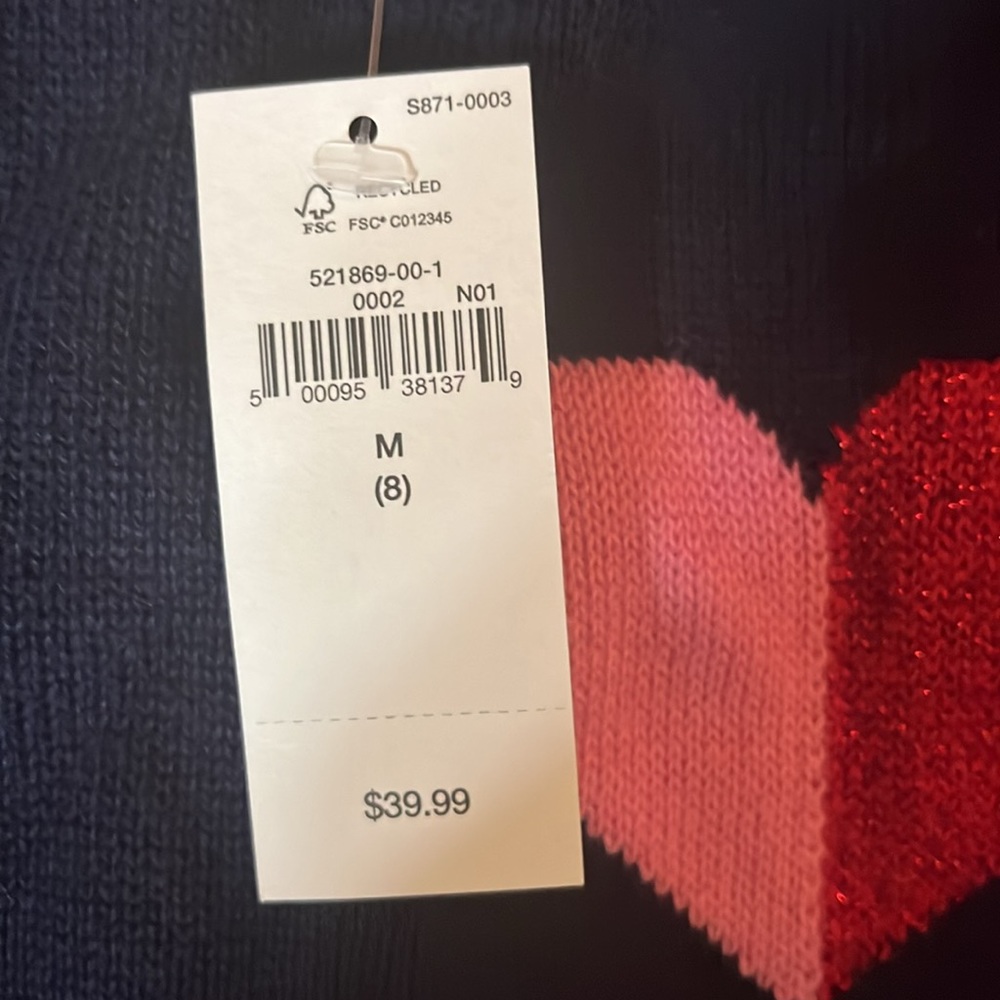 S871-0003
RECYCLED
FSC FSC® C012345
521869-00-1
0002 N01
5 00095 38137 9
M
(8)
$39.99